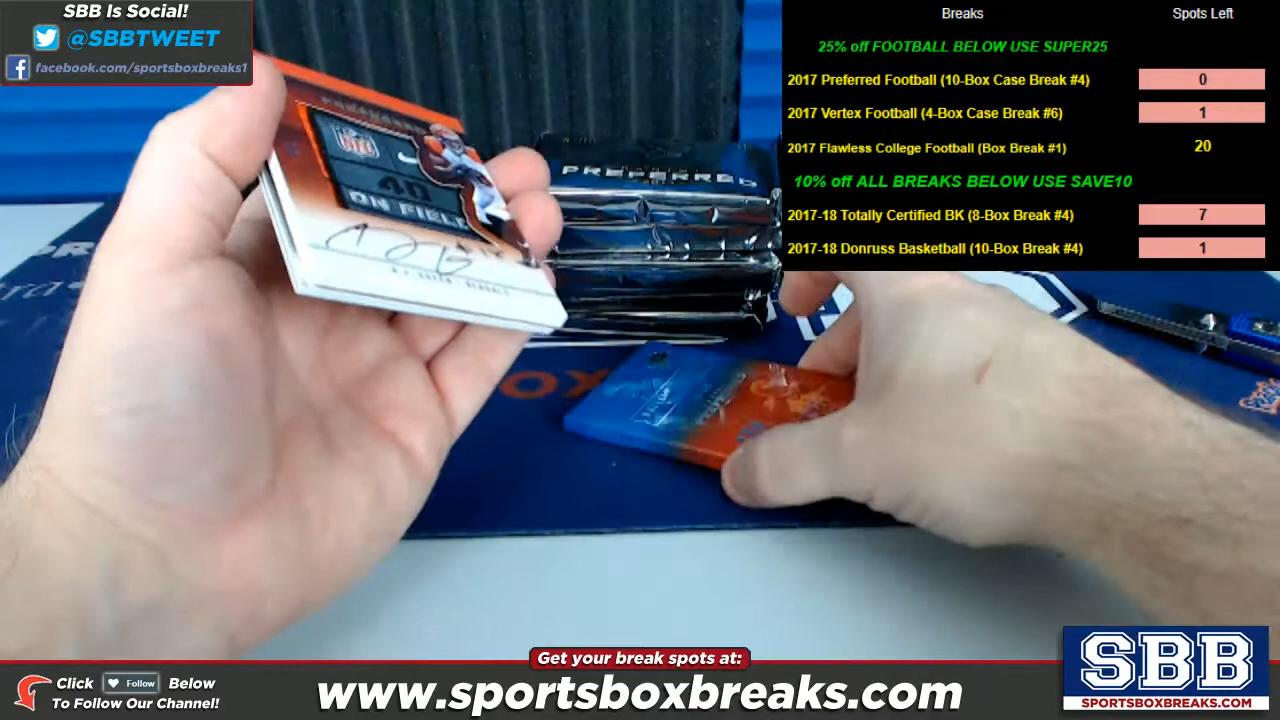 SBB Is Social!
@SBBTWEET
facebook.com/sportsboxbreaks1
Breaks Spots Left
25% off FOOTBALL BELOW USE SUPER25
2017 Preferred Football (10-Box Case Break #4) 0
2017 Vertex Football (4-Box Case Break #6) 1
2017 Flawless College Football (Box Break #1) 20
10% off ALL BREAKS BELOW USE SAVE10
2017-18 Totally Certified BK (8-Box Break #4) 7
2017-18 Donruss Basketball (10-Box Break #4) 1
PREFERRED
NFL
ON FIELD
A.J. GREEN - BENGALS
Get your break spots at:
Click Follow Below
To Follow Our Channel!
www.sportsboxbreaks.com
SBB
SPORTSBOXBREAKS.COM